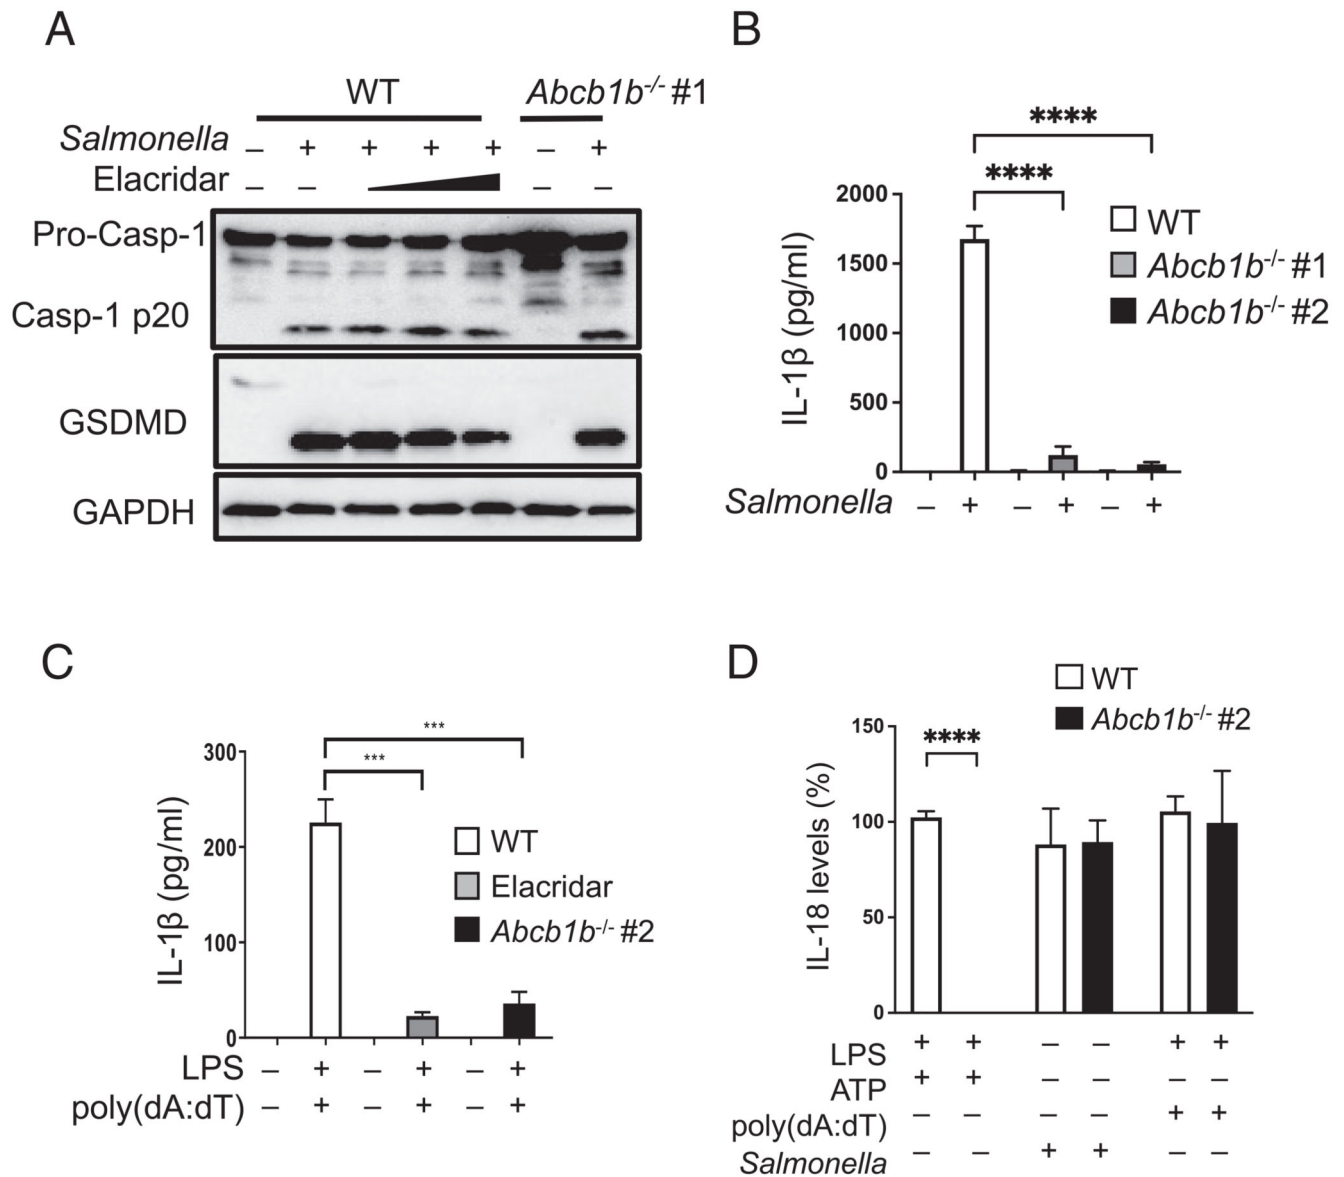 A
WT
Abcb1b-/- #1
Salmonella – + + + + – +
Elacridar – – – –
Pro-Casp-1
Casp-1 p20
GSDMD
GAPDH
B
****
****
WT
Abcb1b-/- #1
Abcb1b-/- #2
IL-1β (pg/ml)
2000
1500
1000
500
0
Salmonella – + – + – +
C
***
***
WT
Elacridar
Abcb1b-/- #2
IL-1β (pg/ml)
300
200
100
0
LPS – + – + – +
poly(dA:dT) – + – + – +
D
WT
Abcb1b-/- #2
****
IL-18 levels (%)
150
100
50
0
LPS + + – – + +
ATP + + – – – –
poly(dA:dT) – – – – + +
Salmonella – – + + – –